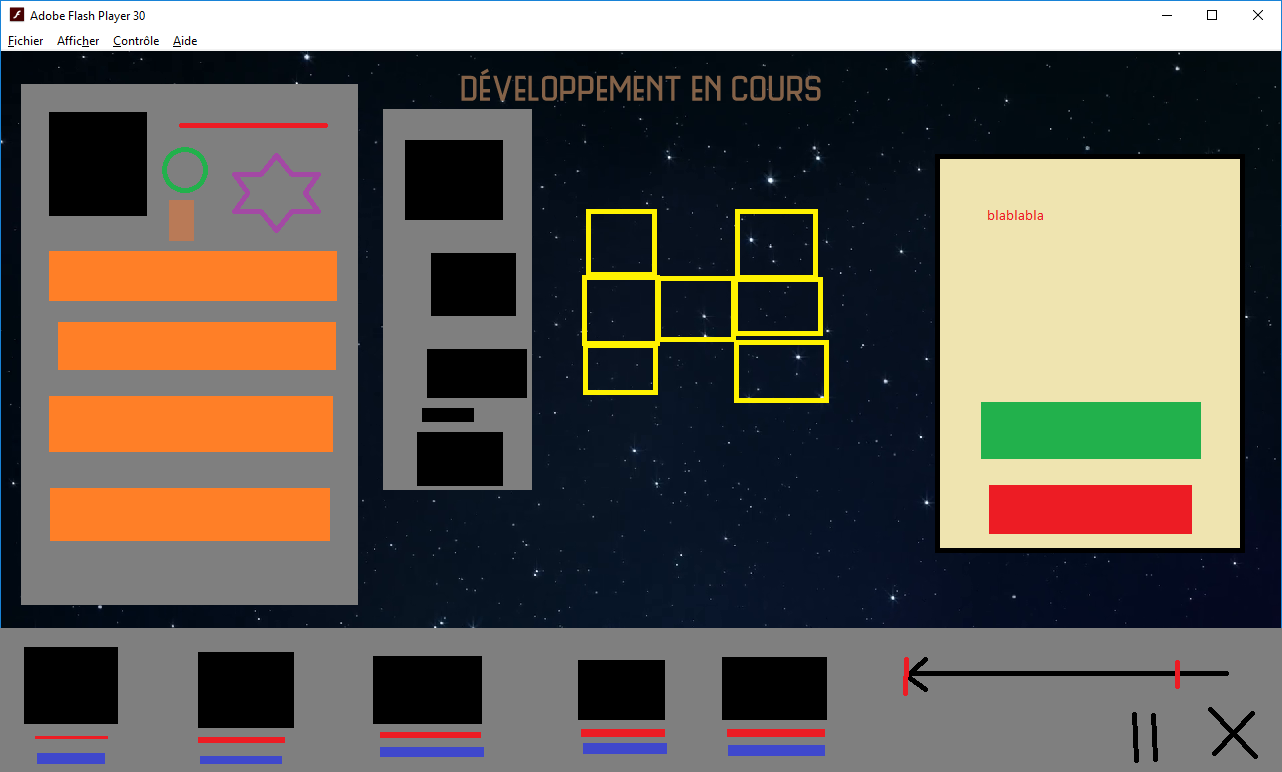 Adobe Flash Player 30
Fichier Afficher Contrôle Aide
DÉVELOPPEMENT EN COURS
blablabla